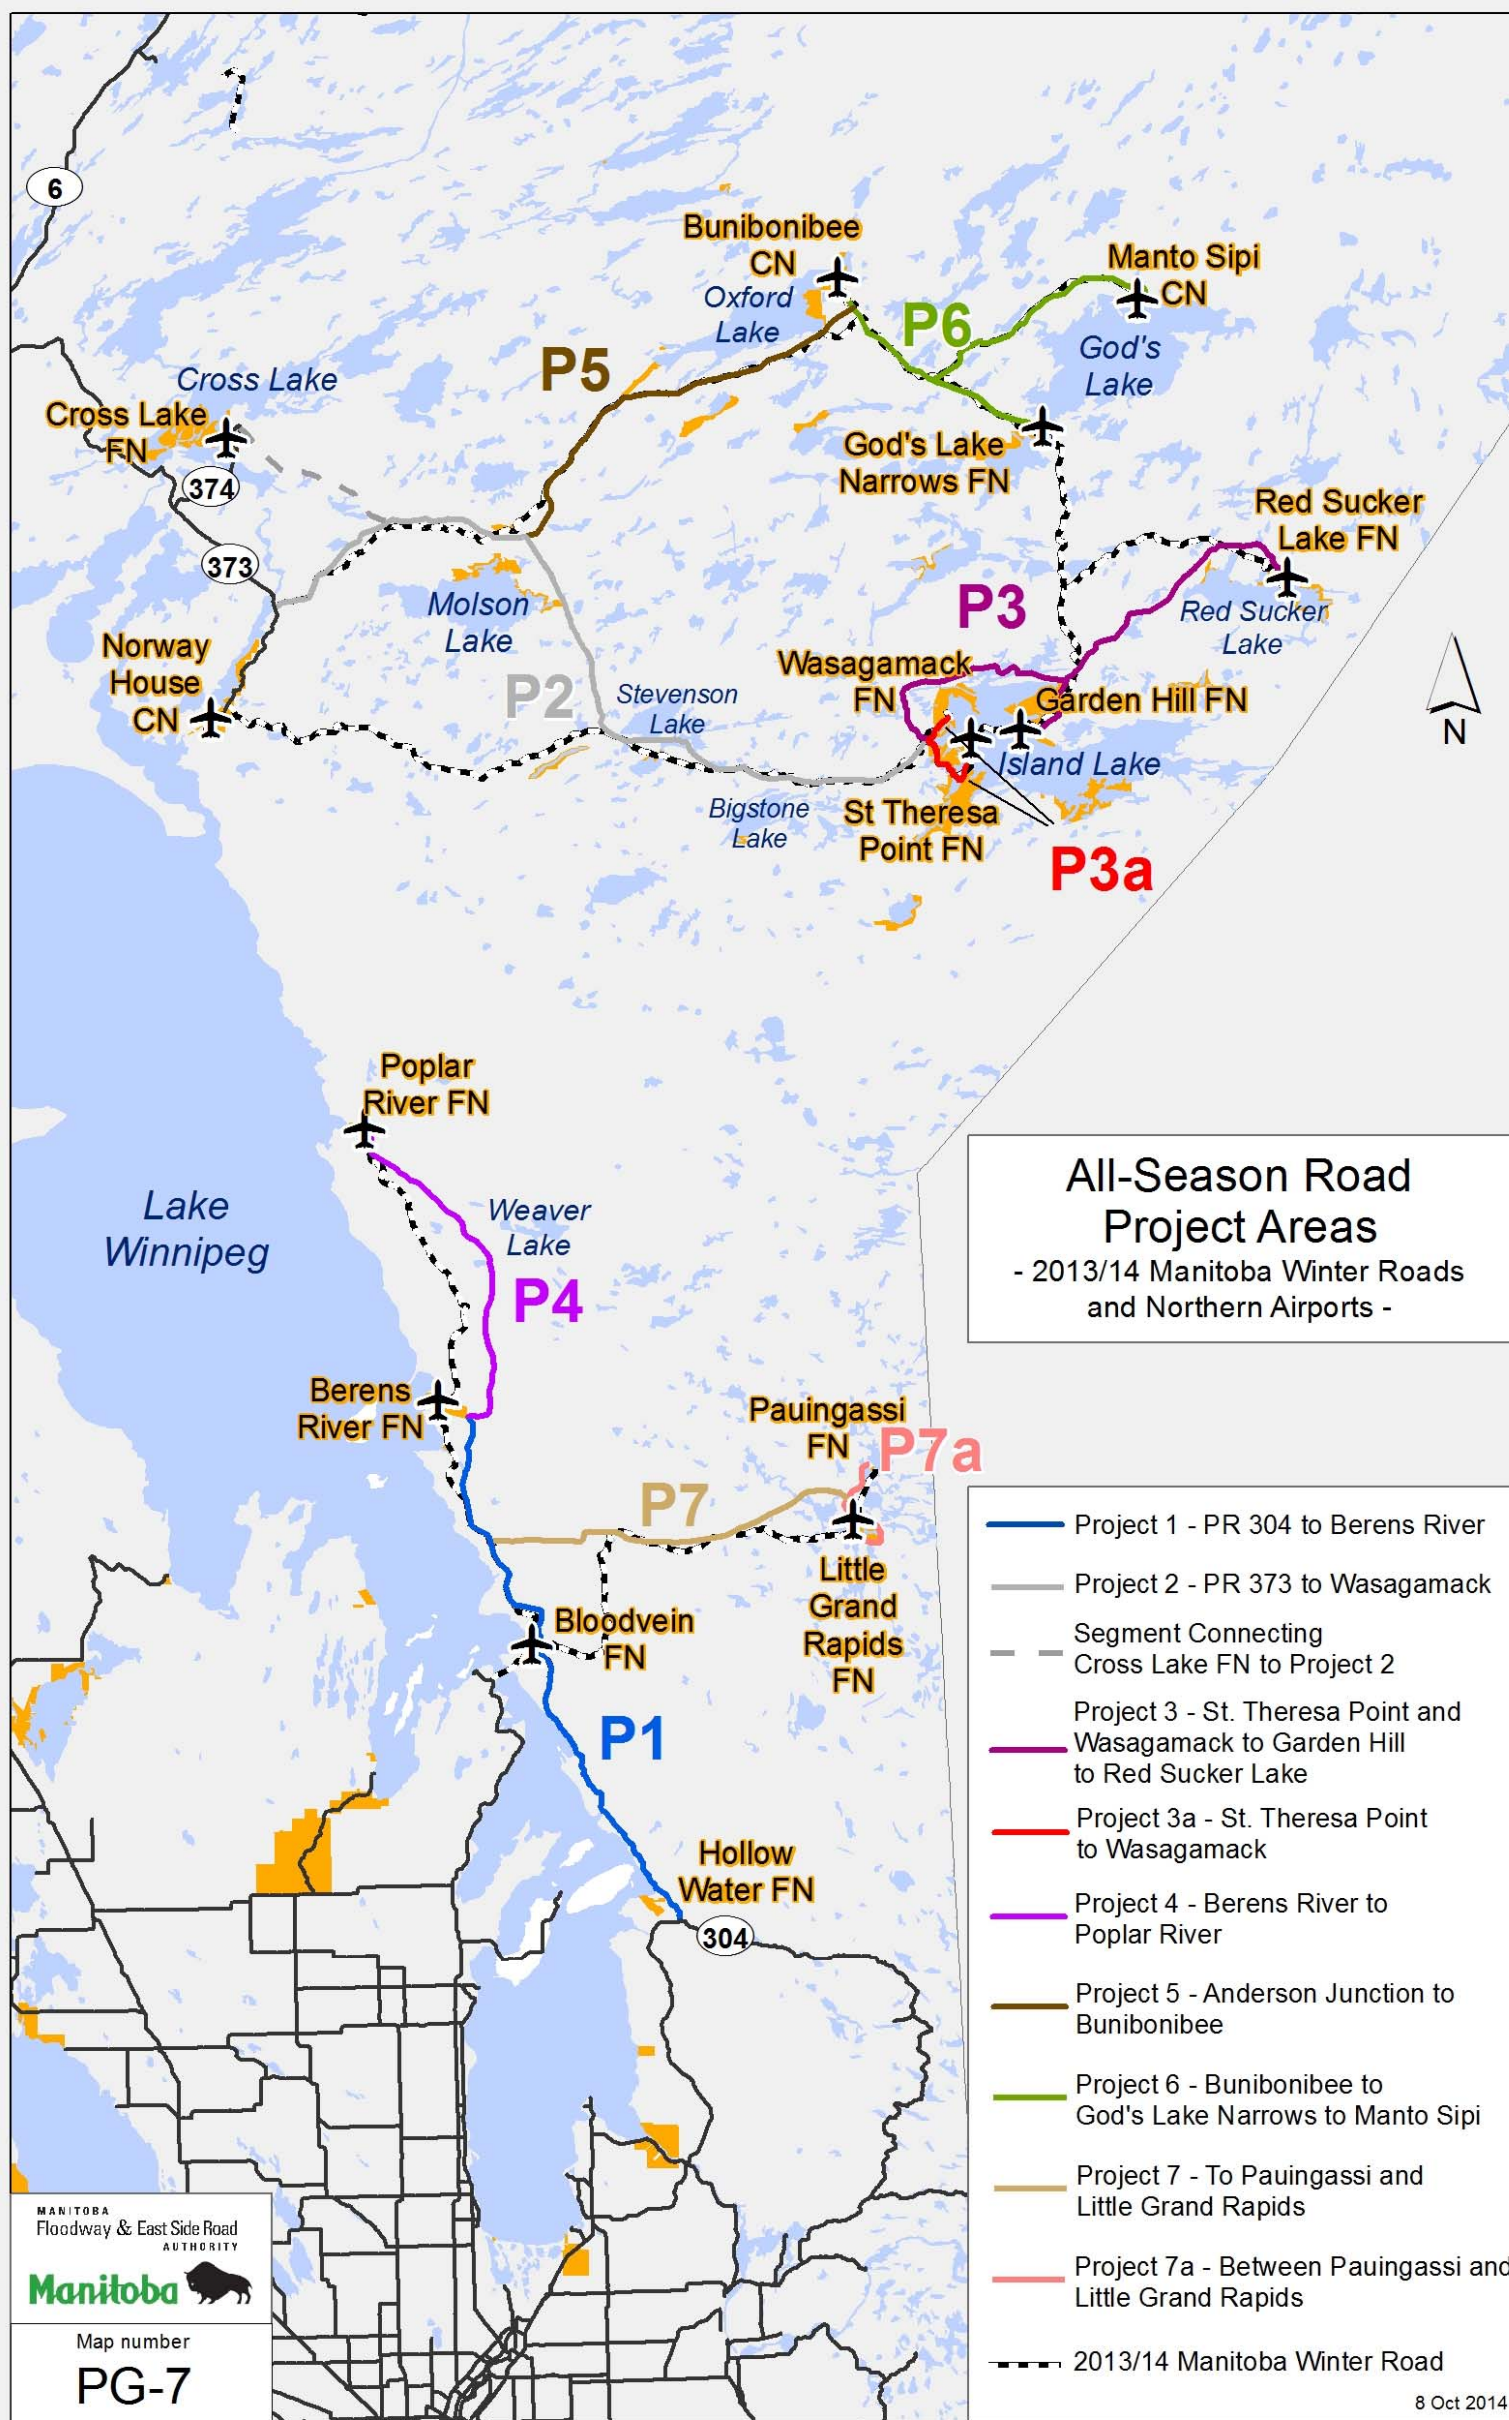 6
Bunibonibee
CN
Manto Sipi
CN
Oxford
Lake
P6
God's
Lake
P5
Cross Lake
Cross Lake
FN
374
God's Lake
Narrows FN
Red Sucker
Lake FN
373
Molson
Lake
P3
Red Sucker
Lake
Norway
House
CN
Wasagamack
FN
P2
Stevenson
Lake
Garden Hill FN
N
Island Lake
Bigstone
Lake
St Theresa
Point FN
P3a
Poplar
River FN
Lake
Winnipeg
Weaver
Lake
P4
All-Season Road
Project Areas
- 2013/14 Manitoba Winter Roads
and Northern Airports -
Berens
River FN
Pauingassi
FN
P7a
P7
Little
Grand
Rapids
FN
Bloodvein
FN
P1
Hollow
Water FN
304
Project 1 - PR 304 to Berens River
Project 2 - PR 373 to Wasagamack
Segment Connecting
Cross Lake FN to Project 2
Project 3 - St. Theresa Point and
Wasagamack to Garden Hill
to Red Sucker Lake
Project 3a - St. Theresa Point
to Wasagamack
Project 4 - Berens River to
Poplar River
Project 5 - Anderson Junction to
Bunibonibee
Project 6 - Bunibonibee to
God's Lake Narrows to Manto Sipi
Project 7 - To Pauingassi and
Little Grand Rapids
Project 7a - Between Pauingassi and
Little Grand Rapids
2013/14 Manitoba Winter Road
8 Oct 2014
MANITOBA
Floodway & East Side Road
AUTHORITY
Manitoba
Map number
PG-7